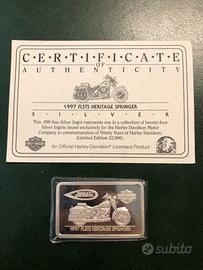 CERTIFICATE
OF
AUTHENTICITY
1997 FLSTS HERITAGE SPRINGER
SILVER
This .999 fine Silver Ingot represents one in a collection of twenty-four
Silver Ingots issued exclusively for the Harley-Davidson Motor
Company in commemoration of Ninety Years of Harley-Davidson.
(Limited Edition 12,000)
An Official Harley-Davidson Licensed Product
1997 FLSTS HERITAGE SPRINGER
subito